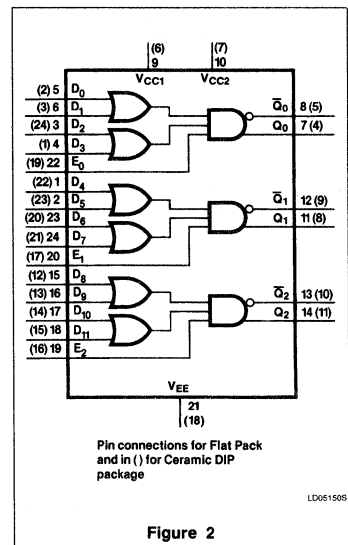 (6) (7)
9 10
VCC1 VCC2
(2) 5 D0
(3) 6 D1
Q̅0 8 (5)
(24) 3 D2
Q0 7 (4)
(1) 4 D3
(19) 22 E0
(22) 1 D4
(23) 2 D5
Q̅1 12 (9)
(20) 23 D6
Q1 11 (8)
(21) 24 D7
(17) 20 E1
(12) 15 D8
(13) 16 D9
Q̅2 13 (10)
(14) 17 D10
Q2 14 (11)
(15) 18 D11
(16) 19 E2
VEE
21
(18)
Pin connections for Flat Pack
and in ( ) for Ceramic DIP
package
LD05150S
Figure 2